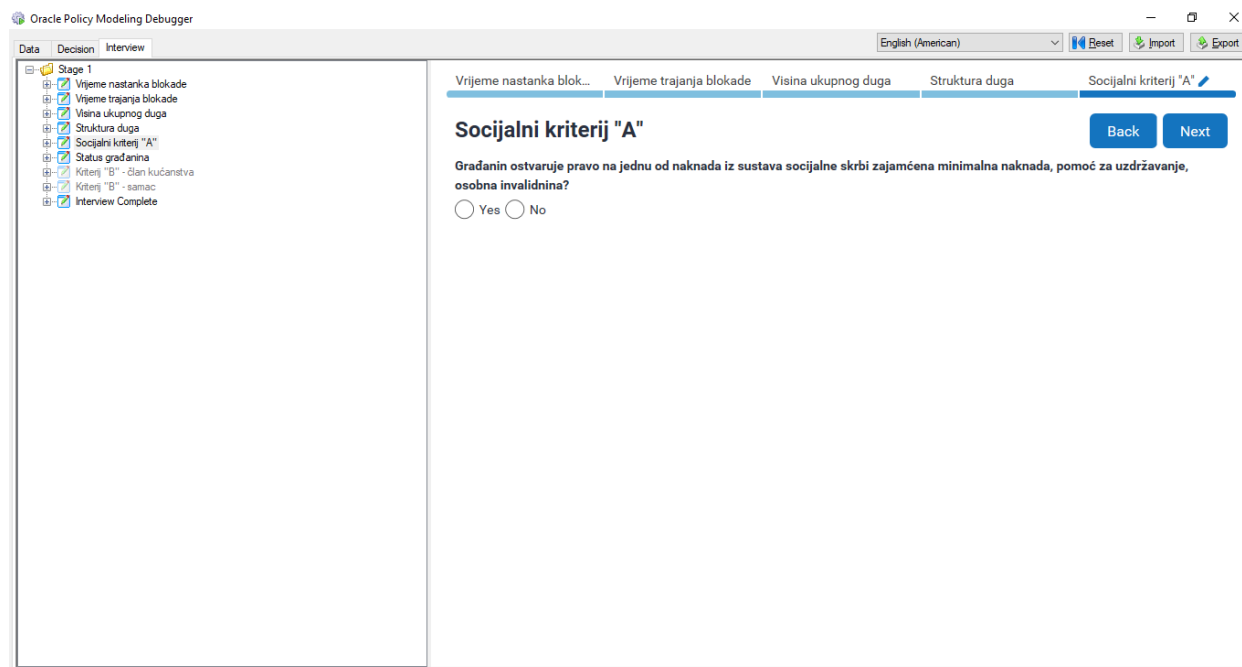 Oracle Policy Modeling Debugger
Data Decision Interview
English (American) Reset Import Export
Stage 1
Vrijeme nastanka blokade
Vrijeme trajanja blokade
Visina ukupnog duga
Struktura duga
Socijalni kriterij "A"
Status građanina
Kriterij "B" - član kućanstva
Kriterij "B" - samac
Interview Complete
Vrijeme nastanka blok... Vrijeme trajanja blokade Visina ukupnog duga Struktura duga Socijalni kriterij "A"
Socijalni kriterij "A"
Back Next
Građanin ostvaruje pravo na jednu od naknada iz sustava socijalne skrbi zajamćena minimalna naknada, pomoć za uzdržavanje,
osobna invalidnina?
Yes No